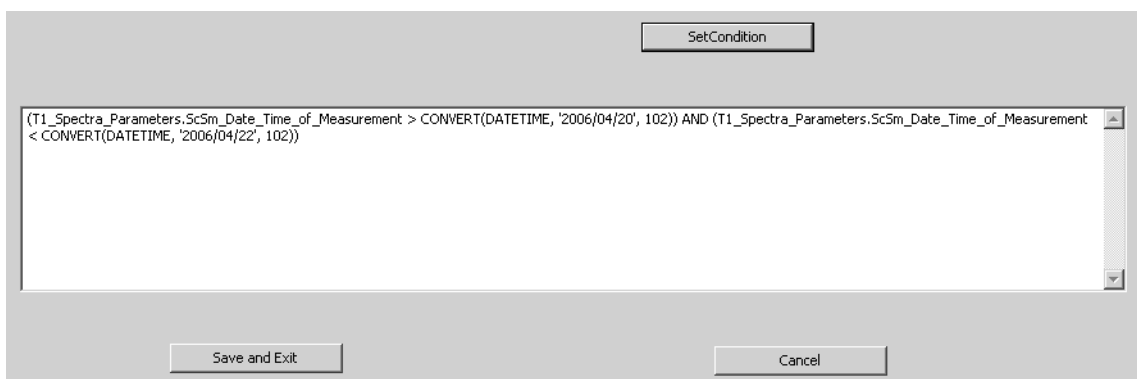 SetCondition
(T1_Spectra_Parameters.ScSm_Date_Time_of_Measurement > CONVERT(DATETIME, '2006/04/20', 102)) AND (T1_Spectra_Parameters.ScSm_Date_Time_of_Measurement
< CONVERT(DATETIME, '2006/04/22', 102))
Save and Exit
Cancel